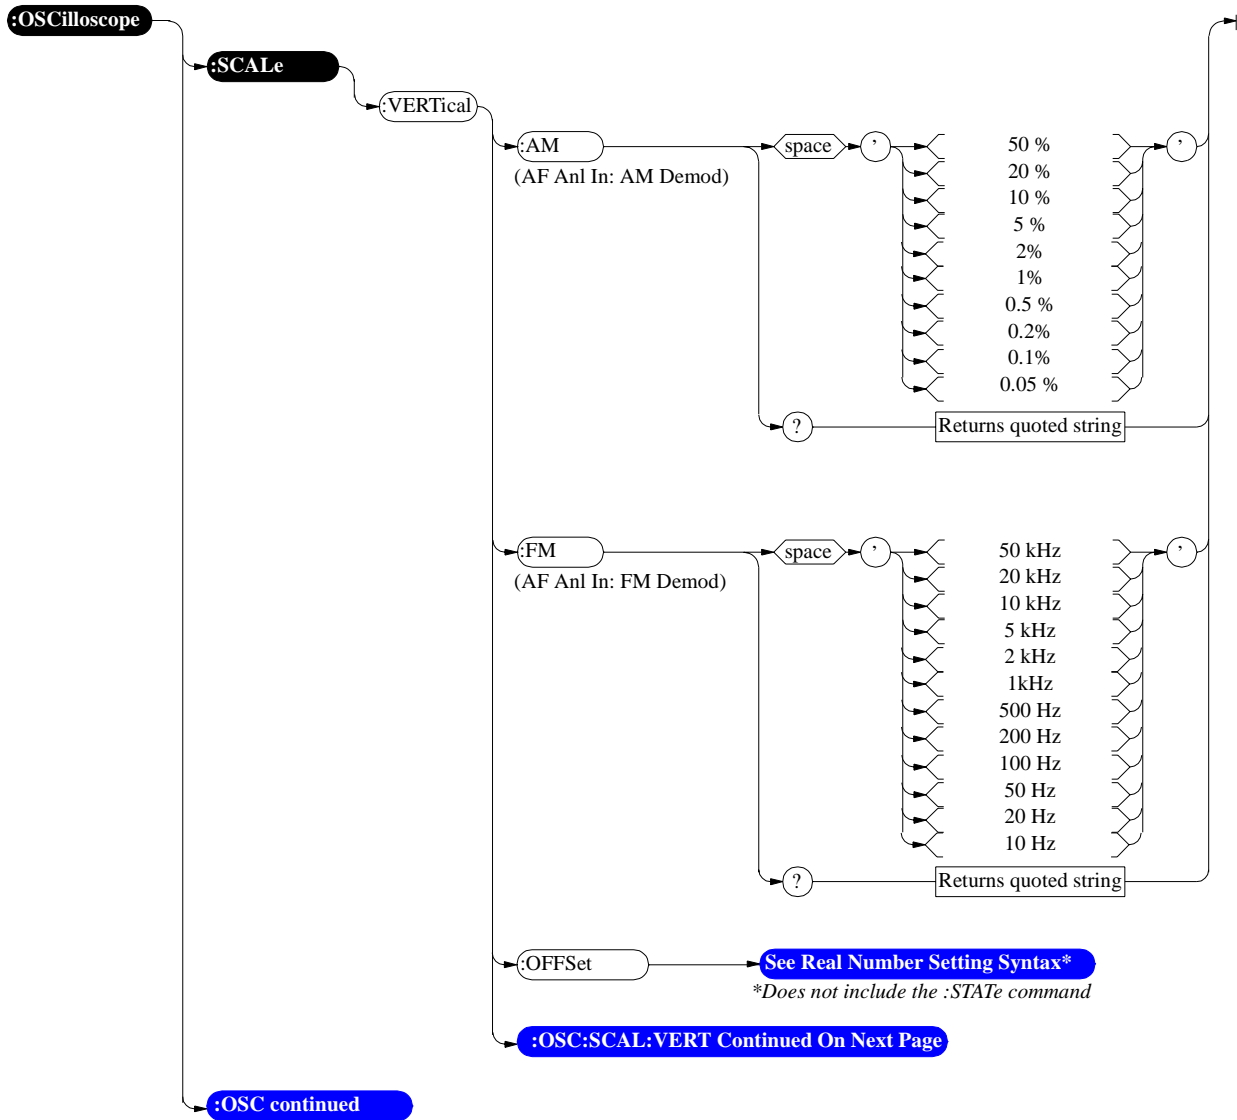 :OSCilloscope
:SCALe
:VERTical
:AM
(AF Anl In: AM Demod)
space
’
50 %
20 %
10 %
5 %
2%
1%
0.5 %
0.2%
0.1%
0.05 %
’
?
Returns quoted string
:FM
(AF Anl In: FM Demod)
space
’
50 kHz
20 kHz
10 kHz
5 kHz
2 kHz
1kHz
500 Hz
200 Hz
100 Hz
50 Hz
20 Hz
10 Hz
’
?
Returns quoted string
:OFFSet
See Real Number Setting Syntax*
*Does not include the :STATe command
:OSC:SCAL:VERT Continued On Next Page
:OSC continued